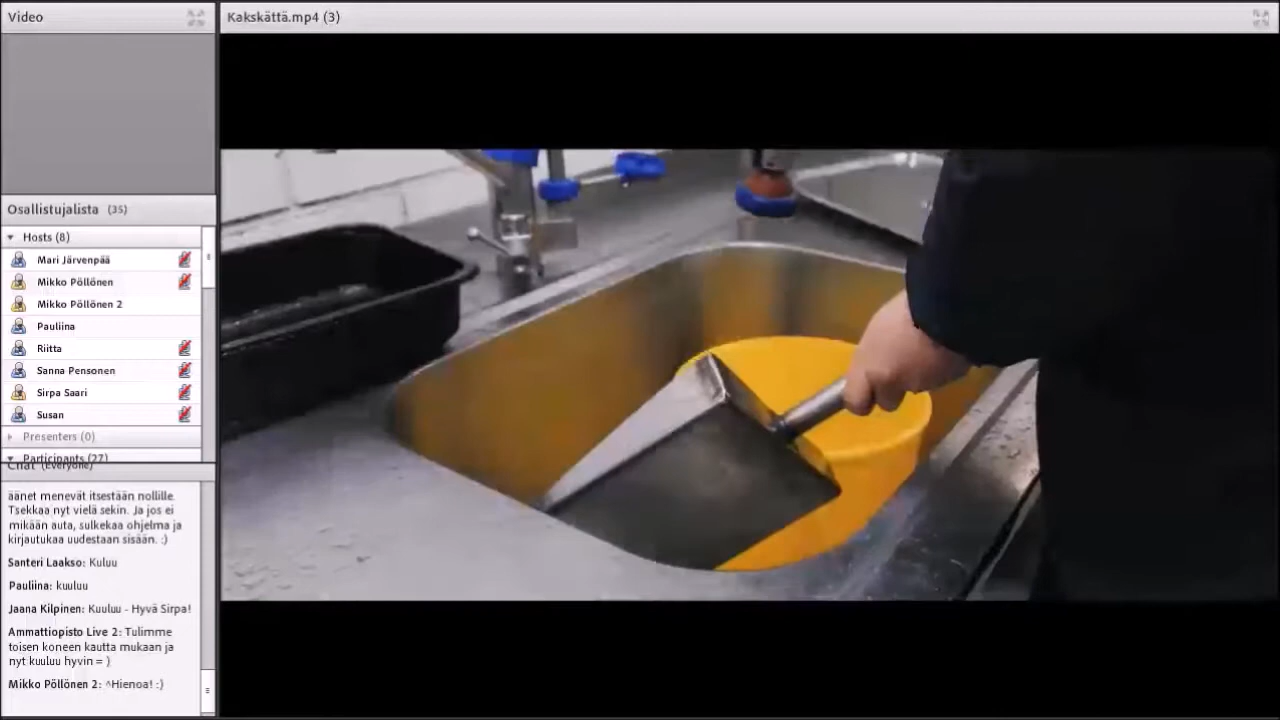 Video
Kakskättä.mp4 (3)
Osallistujalista (35)
Hosts (8)
Mari Järvenpää
Mikko Pöllönen
Mikko Pöllönen 2
Pauliina
Riitta
Sanna Pensonen
Sirpa Saari
Susan
Presenters (0)
Participants (27)
Chat (Everyone)
äänet menevät itsestään nollille.
Tsekkaa nyt vielä sekin. Ja jos ei
mikään auta, sulkekaa ohjelma ja
kirjautukaa uudestaan sisään. :)
Santeri Laakso: Kuluu
Pauliina: kuuluu
Jaana Kilpinen: Kuuluu - Hyvä Sirpa!
Ammattiopisto Live 2: Tulimme
toisen koneen kautta mukaan ja
nyt kuuluu hyvin = )
Mikko Pöllönen 2: ^Hienoa! :)